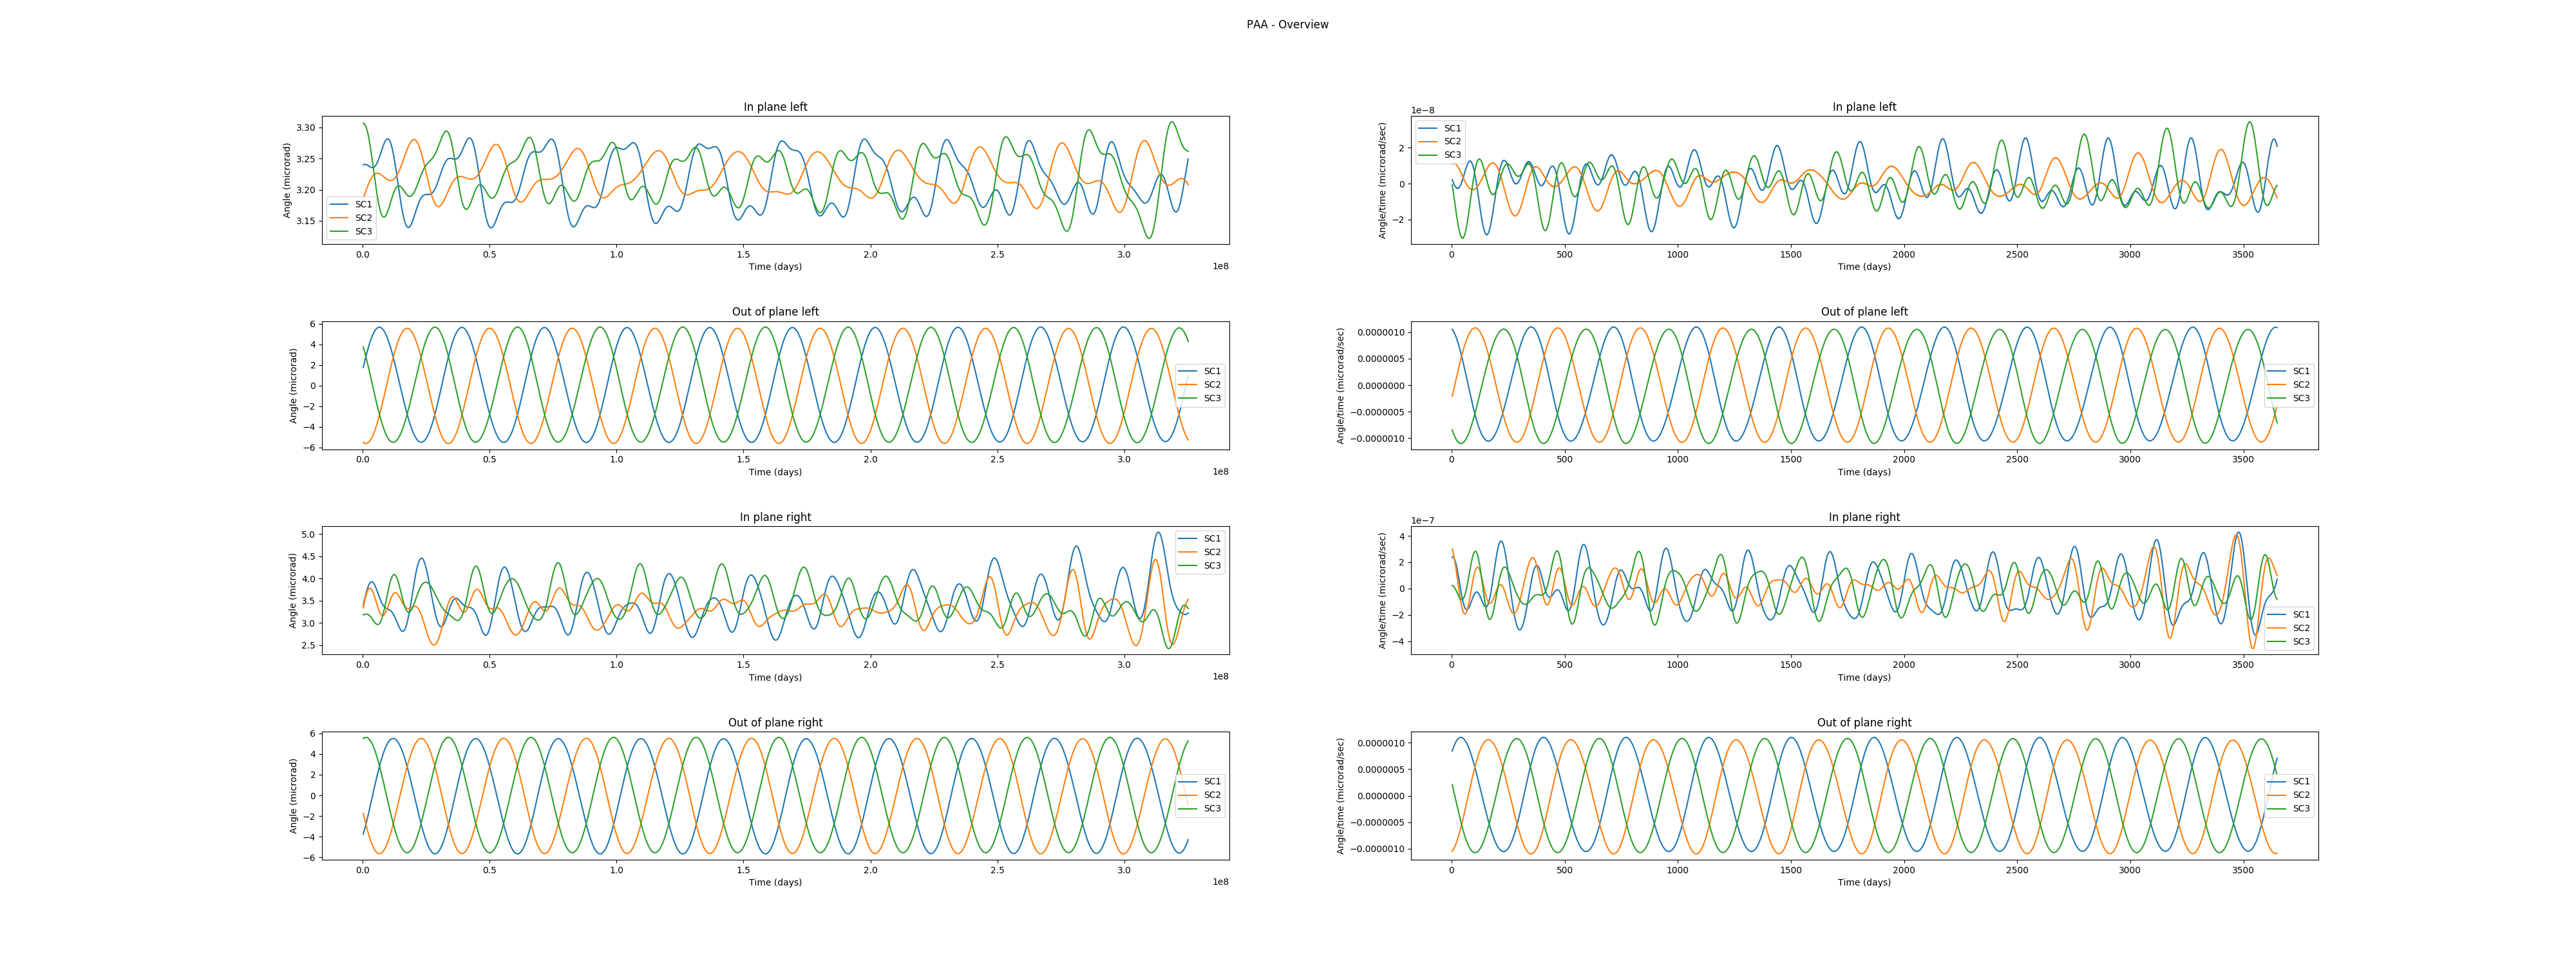 PAA - Overview
In plane left
Angle (microrad)
3.30
3.25
3.20
3.15
SC1
SC2
SC3
0.0 0.5 1.0 1.5 2.0 2.5 3.0
Time (days)
1e8
In plane left
1e−8
Angle/time (microrad/sec)
2
0
−2
SC1
SC2
SC3
0 500 1000 1500 2000 2500 3000 3500
Time (days)
Out of plane left
Angle (microrad)
6
4
2
0
−2
−4
−6
SC1
SC2
SC3
0.0 0.5 1.0 1.5 2.0 2.5 3.0
Time (days)
1e8
Out of plane left
Angle/time (microrad/sec)
0.0000010
0.0000005
0.0000000
−0.0000005
−0.0000010
SC1
SC2
SC3
0 500 1000 1500 2000 2500 3000 3500
Time (days)
In plane right
Angle (microrad)
5.0
4.5
4.0
3.5
3.0
2.5
SC1
SC2
SC3
0.0 0.5 1.0 1.5 2.0 2.5 3.0
Time (days)
1e8
In plane right
1e−7
Angle/time (microrad/sec)
4
2
0
−2
−4
SC1
SC2
SC3
0 500 1000 1500 2000 2500 3000 3500
Time (days)
Out of plane right
Angle (microrad)
6
4
2
0
−2
−4
−6
SC1
SC2
SC3
0.0 0.5 1.0 1.5 2.0 2.5 3.0
Time (days)
1e8
Out of plane right
Angle/time (microrad/sec)
0.0000010
0.0000005
0.0000000
−0.0000005
−0.0000010
SC1
SC2
SC3
0 500 1000 1500 2000 2500 3000 3500
Time (days)